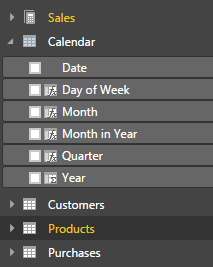 Sales
Calendar
Date
Day of Week
Month
Month in Year
Quarter
Year
Customers
Products
Purchases